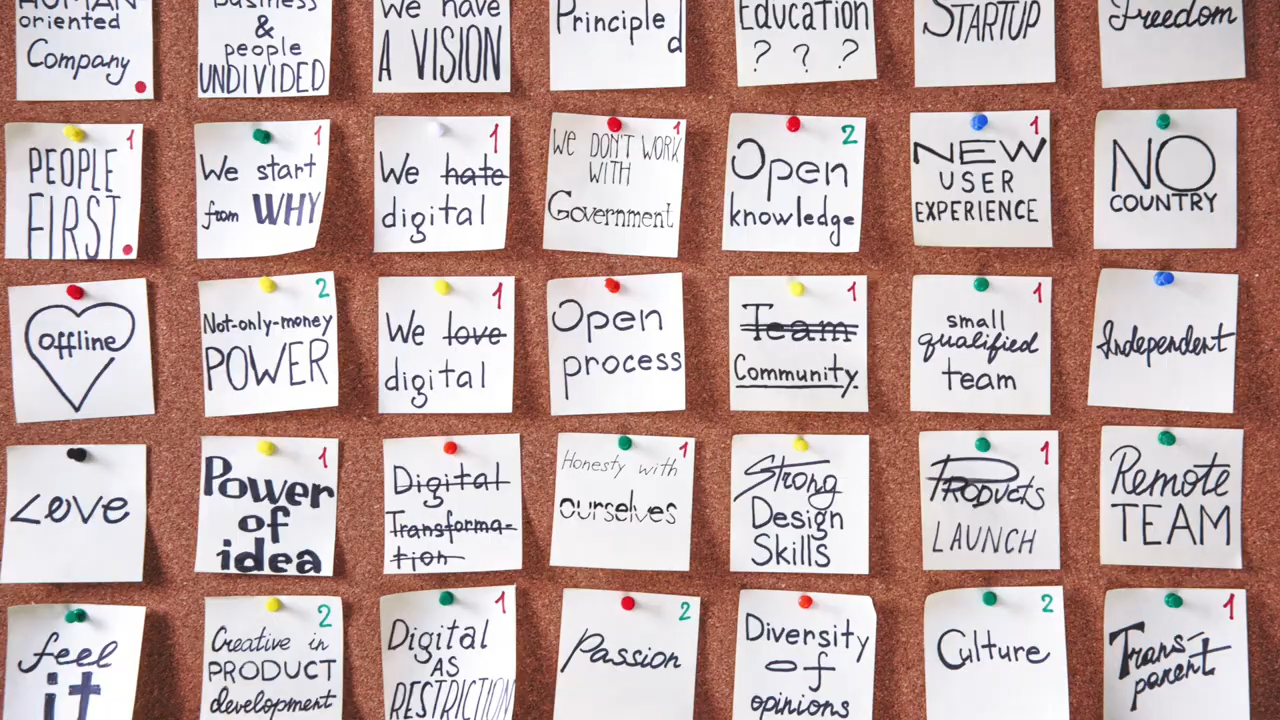 HUMAN
oriented
Company
Business
&
people
UNDIVIDED
We have
A VISION
Principle d
Education
? ? ?
STARTUP
Freedom
1
PEOPLE
FIRST.
1
We start
from WHY
1
We hate
digital
1
We DON'T WORK
WITH
Government
2
Open
knowledge
1
NEW
USER
EXPERIENCE
NO
COUNTRY
offline
2
Not-only-money
POWER
1
We love
digital
Open
process
1
Team
Community.
1
small
qualified
team
Independent
Love
1
Power
of
idea
Digital
Transforma-
tion
1
Honesty with
ourselves
Strong
Design
Skills
1
PRODUCTS
LAUNCH
Remote
TEAM
feel
it
2
Creative in
PRODUCT
development
1
Digital
AS
RESTRICTION
2
Passion
Diversity
of
opinions
2
Culture
1
Trans-
parent